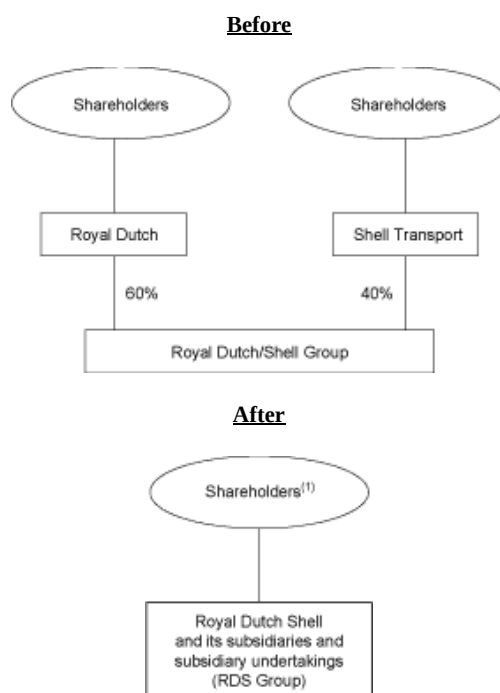 Before
Shareholders Shareholders
Royal Dutch Shell Transport
60% 40%
Royal Dutch/Shell Group
After
Shareholders(1)
Royal Dutch Shell
and its subsidiaries and
subsidiary undertakings
(RDS Group)